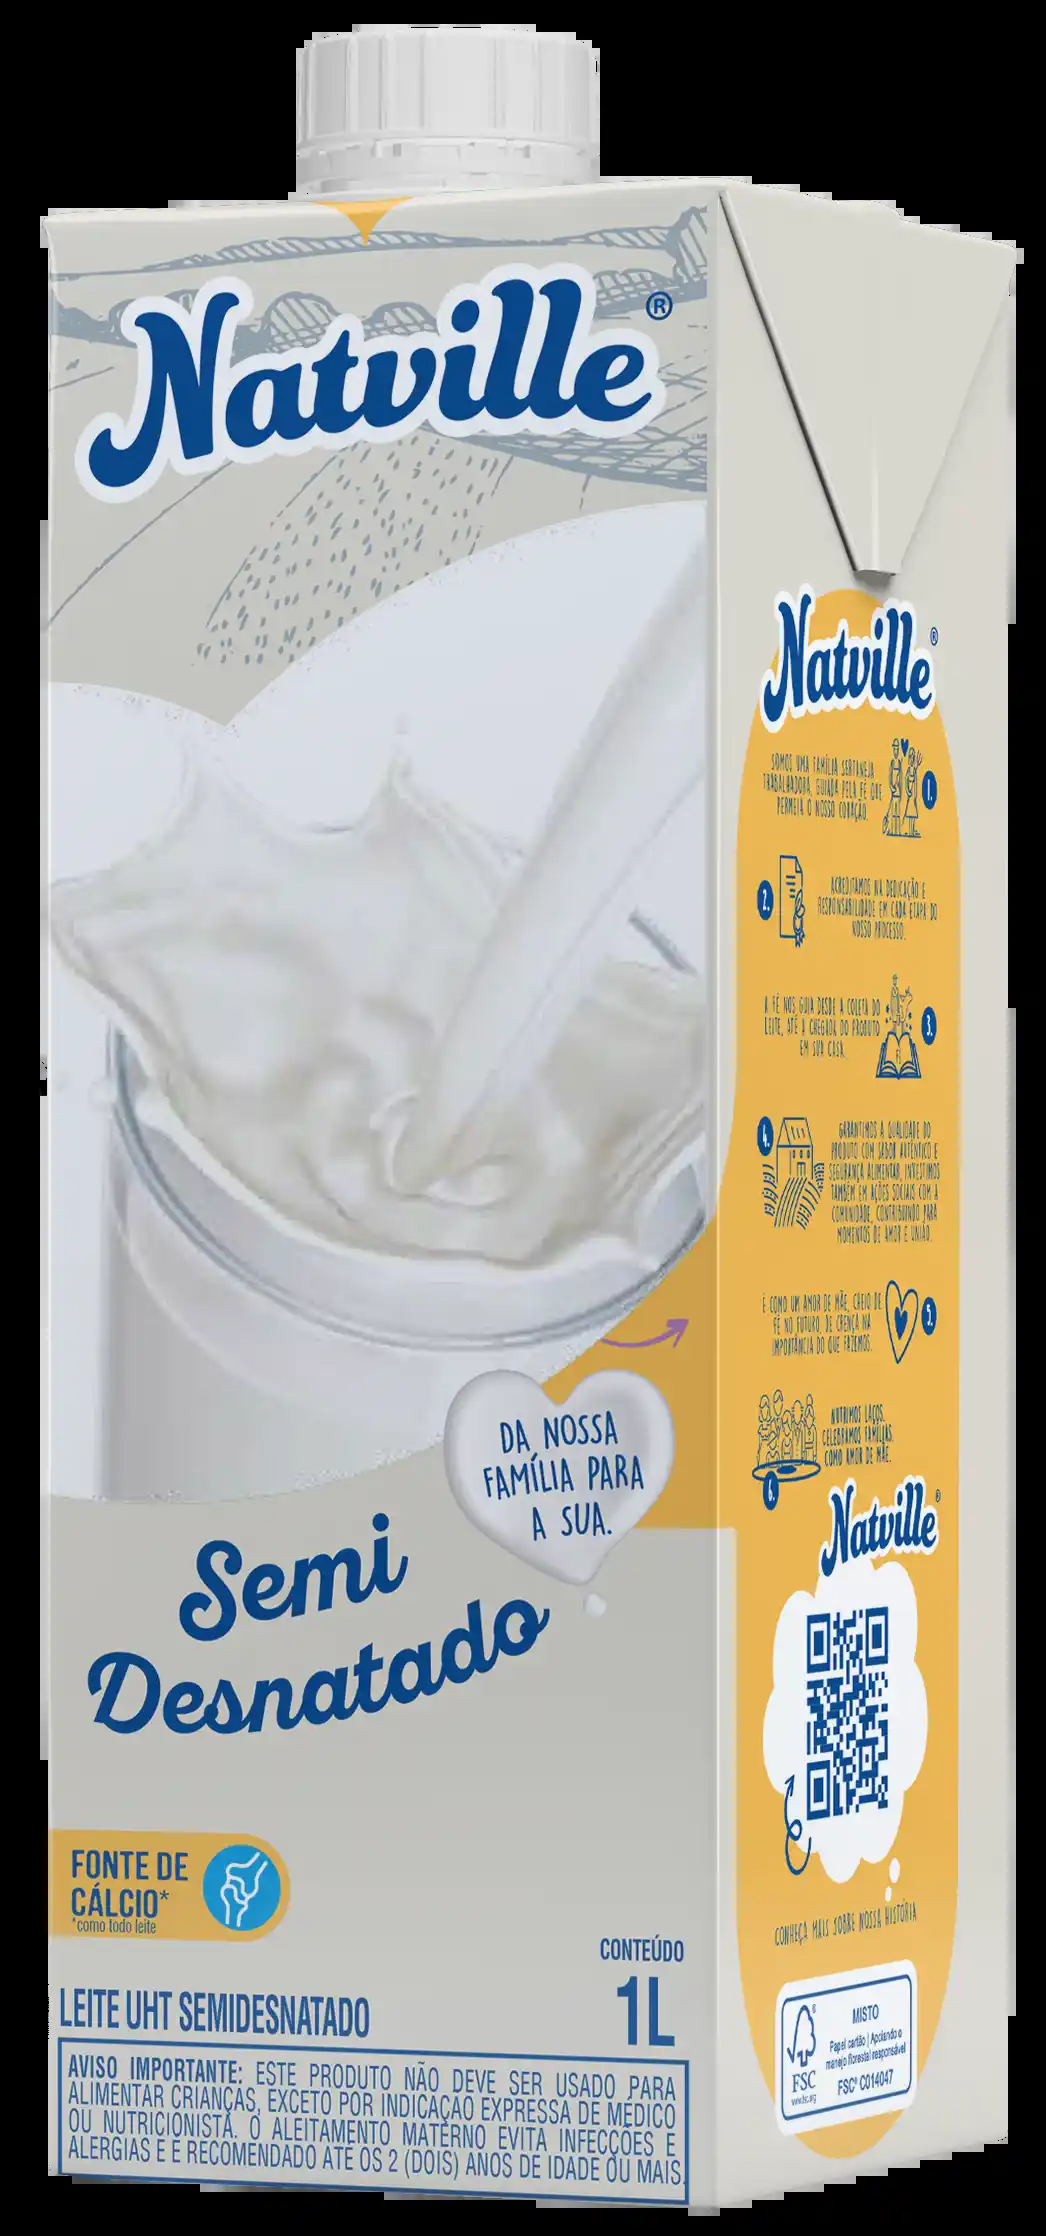 Natville®
DA NOSSA
FAMÍLIA PARA
A SUA.
Semi
Desnatado
FONTE DE
CÁLCIO*
*como todo leite
CONTEÚDO
1L
LEITE UHT SEMIDESNATADO
AVISO IMPORTANTE: ESTE PRODUTO NÃO DEVE SER USADO PARA
ALIMENTAR CRIANÇAS, EXCETO POR INDICAÇÃO EXPRESSA DE MÉDICO
OU NUTRICIONISTA. O ALEITAMENTO MATERNO EVITA INFECÇÕES E
ALERGIAS E É RECOMENDADO ATÉ OS 2 (DOIS) ANOS DE IDADE OU MAIS.
Natville®
SOMOS UMA FAMÍLIA SERTANEJA
TRABALHADORA, GUIADA PELA FÉ QUE
PERMEIA O NOSSO CORAÇÃO.
1.
2.
ACREDITAMOS NA DEDICAÇÃO E
RESPONSABILIDADE EM CADA ETAPA DO
NOSSO PROCESSO.
A FÉ NOS GUIA DESDE A COLETA DO
LEITE, ATÉ A CHEGADA DO PRODUTO
EM SUA CASA.
3.
4.
GARANTIMOS A QUALIDADE DO
PRODUTO COM SABOR AUTÊNTICO E
SEGURANÇA ALIMENTAR, INVESTIMOS
TAMBÉM EM AÇÕES SOCIAIS COM A
COMUNIDADE, CONTRIBUINDO PARA
MOMENTOS DE AMOR E UNIÃO.
É COMO UM AMOR DE MÃE, CHEIO DE
FÉ NO FUTURO, DE CRENÇA NA
IMPORTÂNCIA DO QUE FAZEMOS.
5.
NUTRIMOS LAÇOS,
CELEBRAMOS FAMÍLIAS,
COMO AMOR DE MÃE.
6.
Natville®
CONHEÇA MAIS SOBRE NOSSA HISTÓRIA
FSC
www.fsc.org
MISTO
Papel cartão | Apoiando o
manejo florestal responsável
FSC® C014047